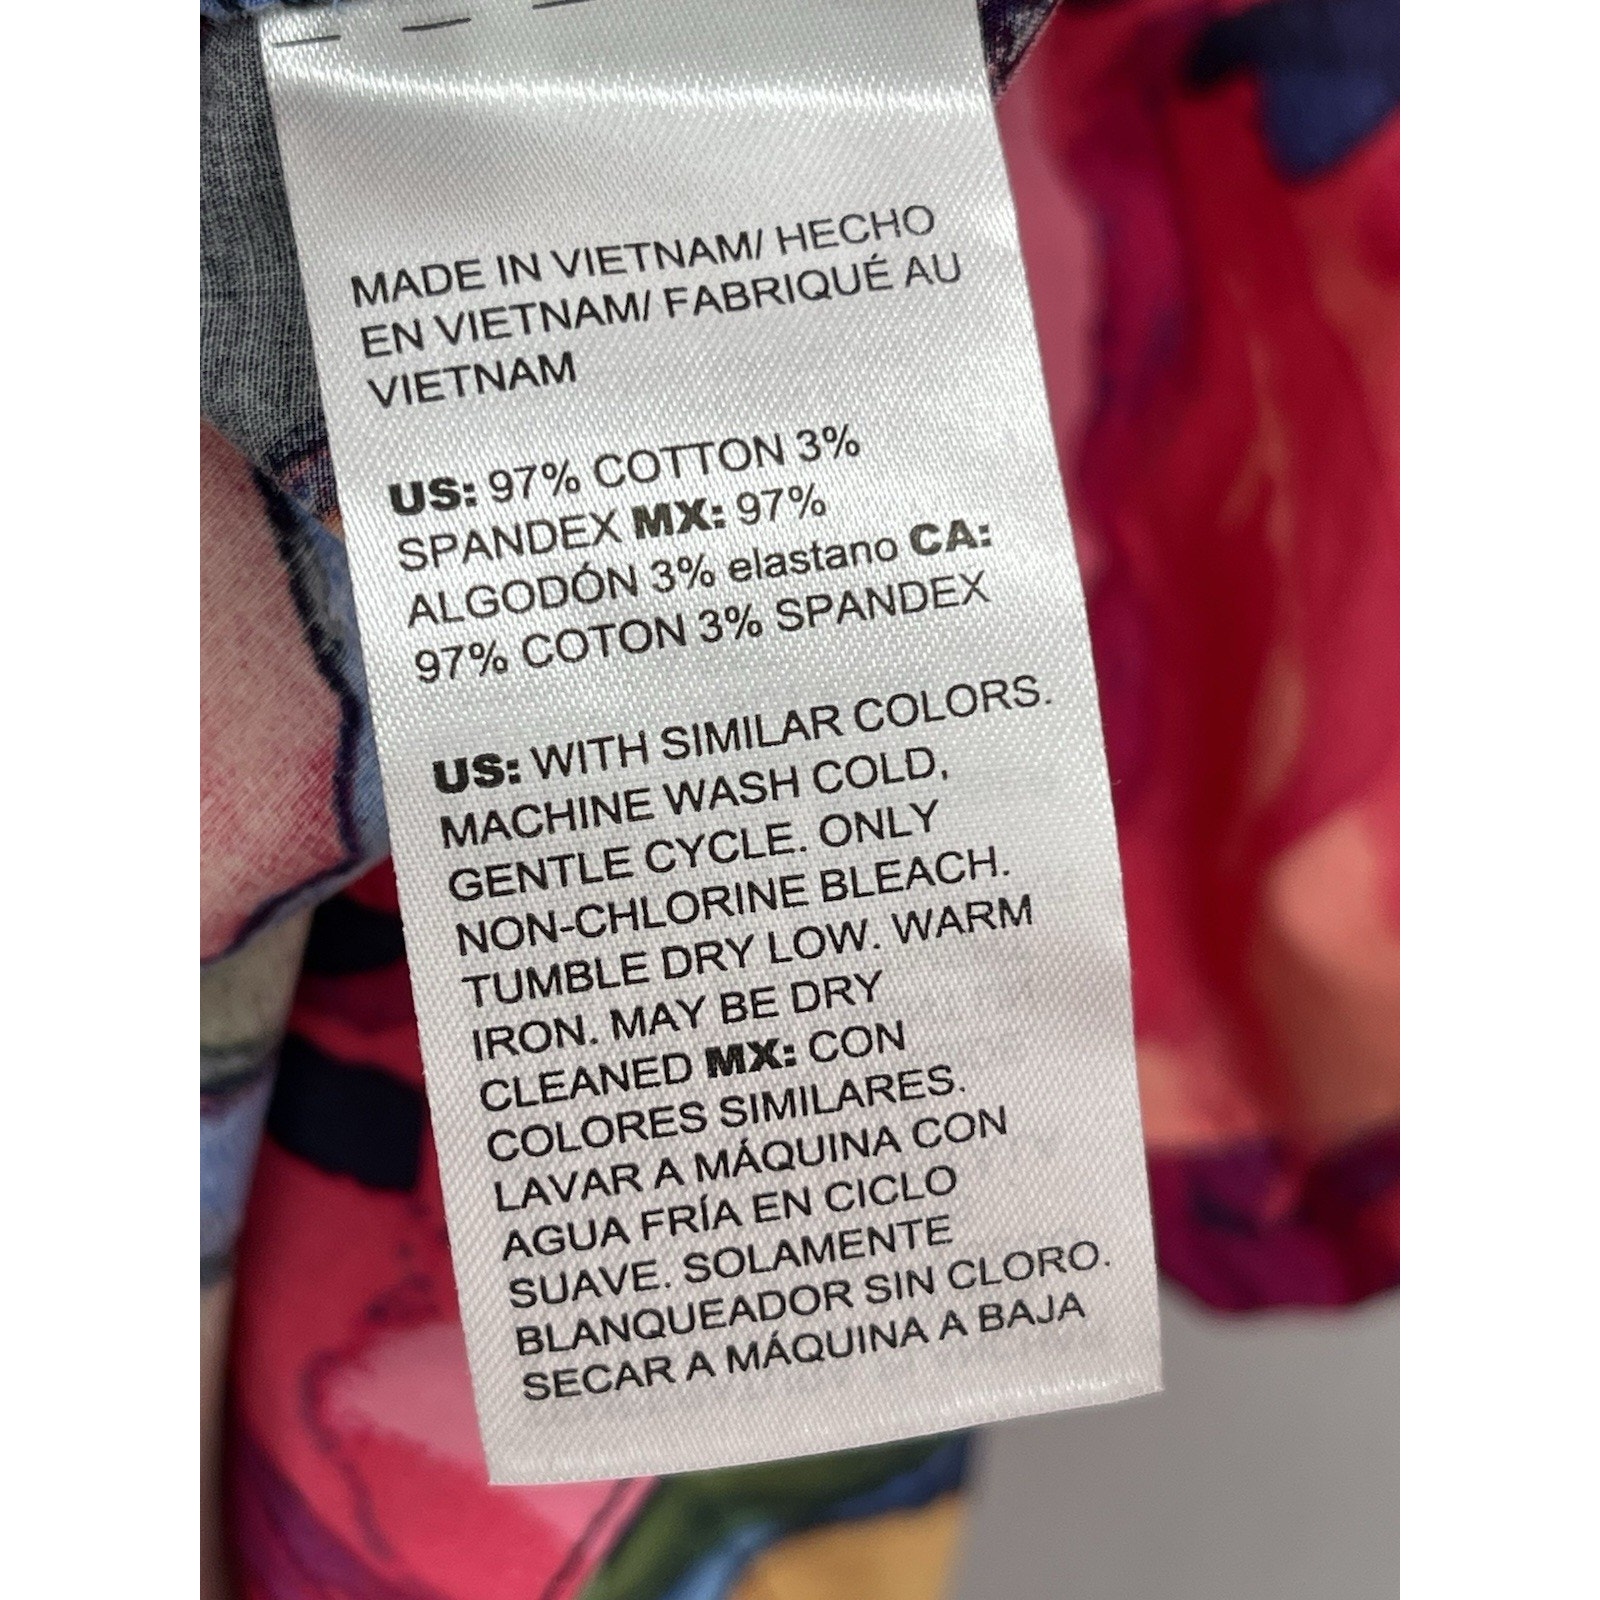 MADE IN VIETNAM/ HECHO
EN VIETNAM/ FABRIQUÉ AU
VIETNAM
US: 97% COTTON 3%
SPANDEX MX: 97%
ALGODÓN 3% elastano CA:
97% COTON 3% SPANDEX
US: WITH SIMILAR COLORS.
MACHINE WASH COLD,
GENTLE CYCLE. ONLY
NON-CHLORINE BLEACH.
TUMBLE DRY LOW. WARM
IRON. MAY BE DRY
CLEANED MX: CON
COLORES SIMILARES.
LAVAR A MÁQUINA CON
AGUA FRÍA EN CICLO
SUAVE. SOLAMENTE
BLANQUEADOR SIN CLORO.
SECAR A MÁQUINA A BAJA